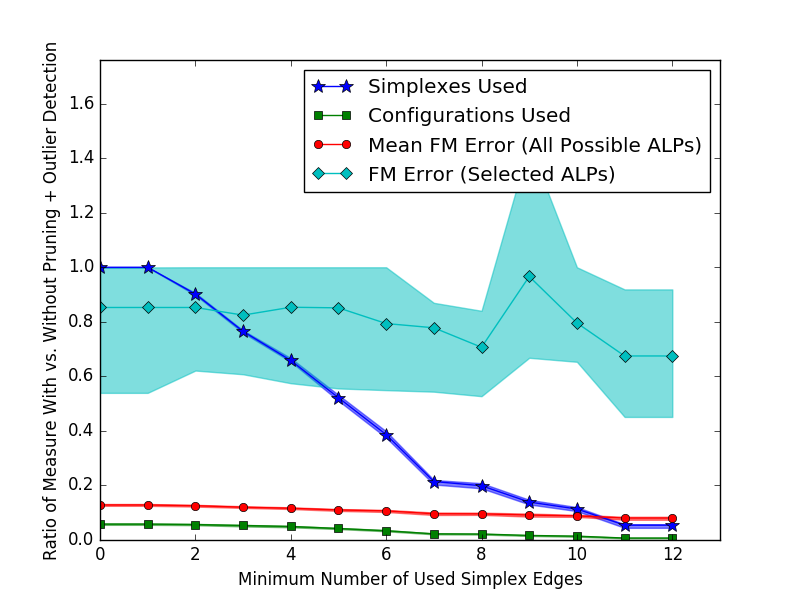 Ratio of Measure With vs. Without Pruning + Outlier Detection
1.6
1.4
1.2
1.0
0.8
0.6
0.4
0.2
0.0
Simplexes Used
Configurations Used
Mean FM Error (All Possible ALPs)
FM Error (Selected ALPs)
0 2 4 6 8 10 12
Minimum Number of Used Simplex Edges